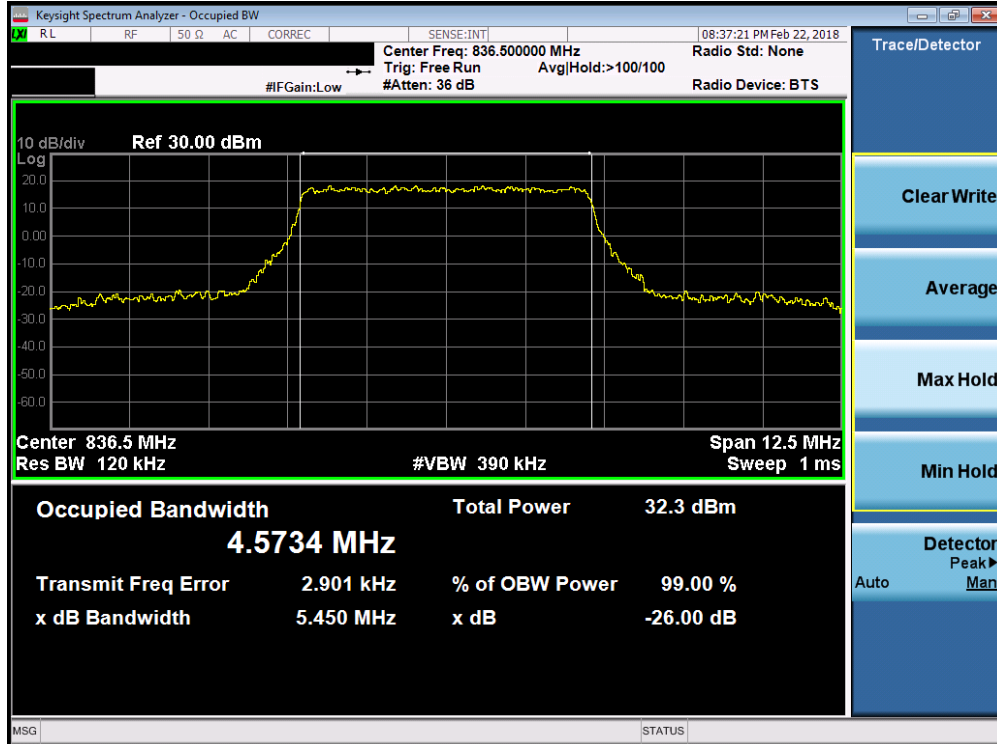 Keysight Spectrum Analyzer - Occupied BW
LXI RL RF 50 Ω AC CORREC SENSE:INT 08:37:21 PM Feb 22, 2018
Center Freq: 836.500000 MHz Radio Std: None
Trig: Free Run Avg|Hold:>100/100
#IFGain:Low #Atten: 36 dB Radio Device: BTS
10 dB/div Ref 30.00 dBm
Log
20.0
10.0
0.00
-10.0
-20.0
-30.0
-40.0
-50.0
-60.0
Center 836.5 MHz Span 12.5 MHz
Res BW 120 kHz #VBW 390 kHz Sweep 1 ms
Occupied Bandwidth Total Power 32.3 dBm
4.5734 MHz
Transmit Freq Error 2.901 kHz % of OBW Power 99.00 %
x dB Bandwidth 5.450 MHz x dB -26.00 dB
MSG STATUS
Trace/Detector
Clear Write
Average
Max Hold
Min Hold
Detector
Peak▶
Auto Man